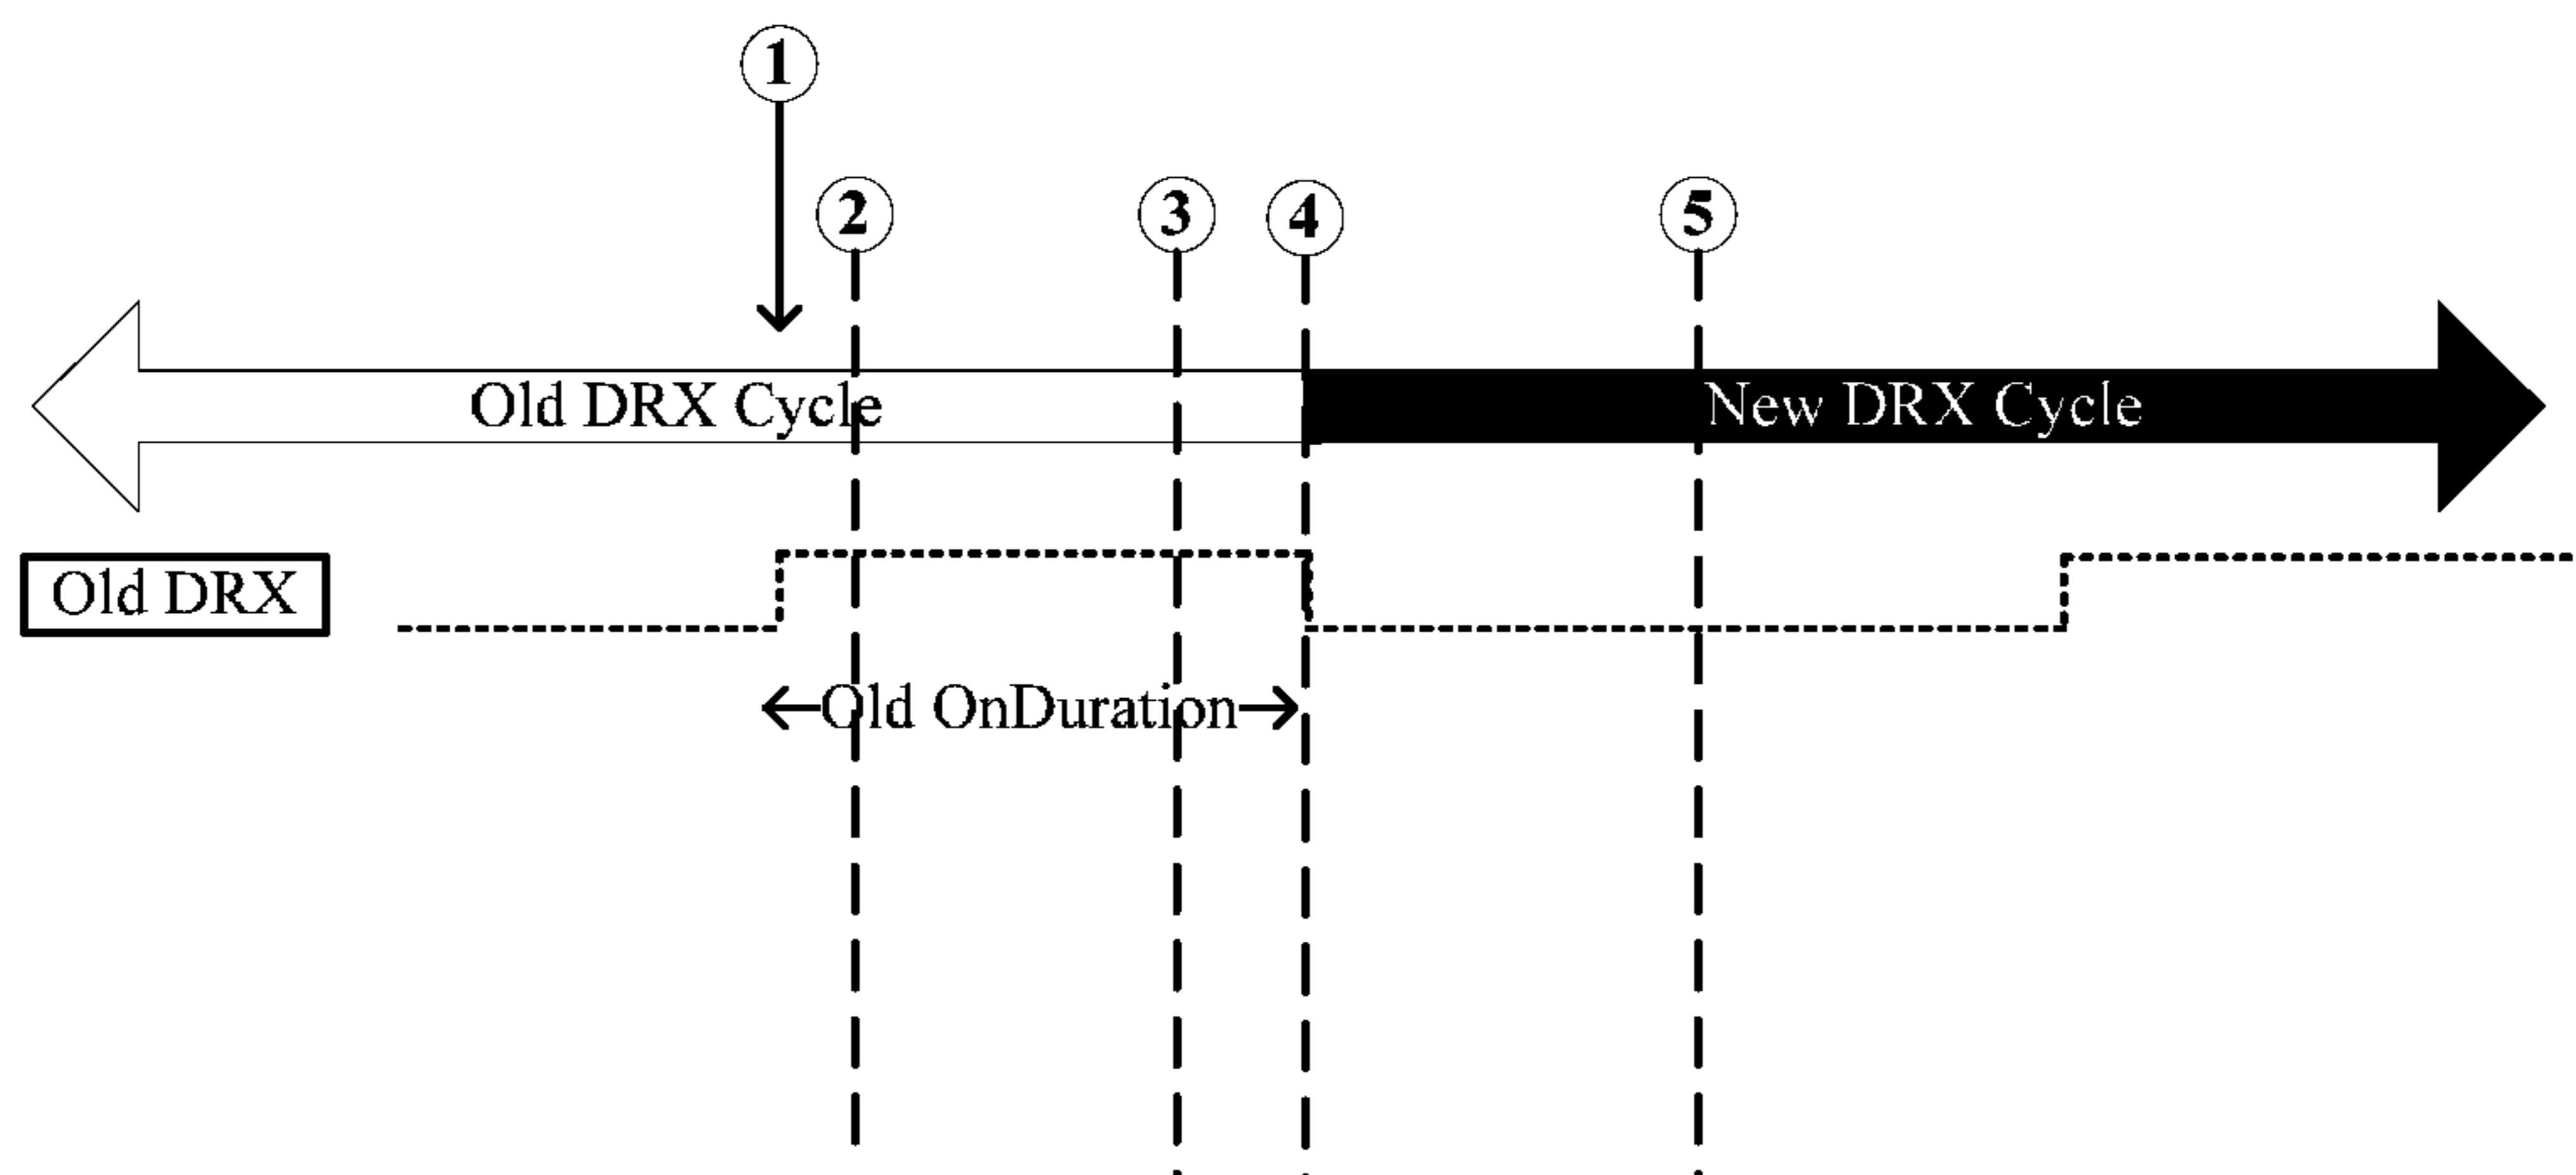 1
2 3 4 5
Old DRX Cycle New DRX Cycle
Old DRX
Old OnDuration